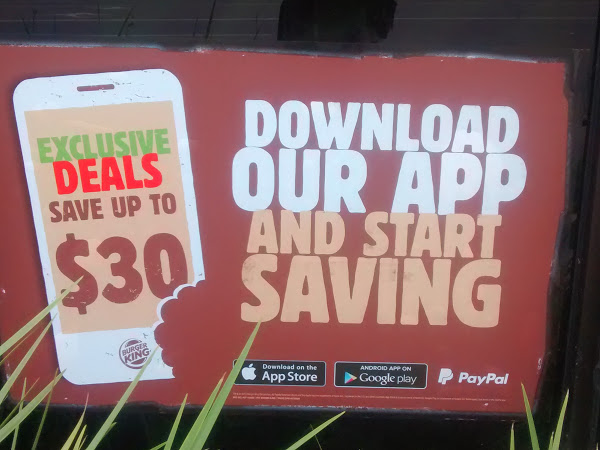 EXCLUSIVE
DEALS
SAVE UP TO
$30
BURGER
KING
DOWNLOAD
OUR APP
AND START
SAVING
Download on the
App Store
ANDROID APP ON
Google play
PayPal